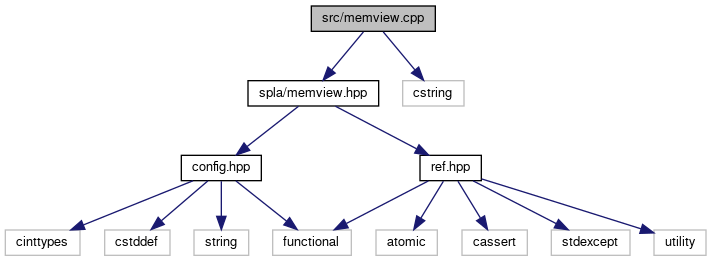 src/memview.cpp
spla/memview.hpp
cstring
config.hpp
ref.hpp
cinttypes
cstddef
string
functional
atomic
cassert
stdexcept
utility